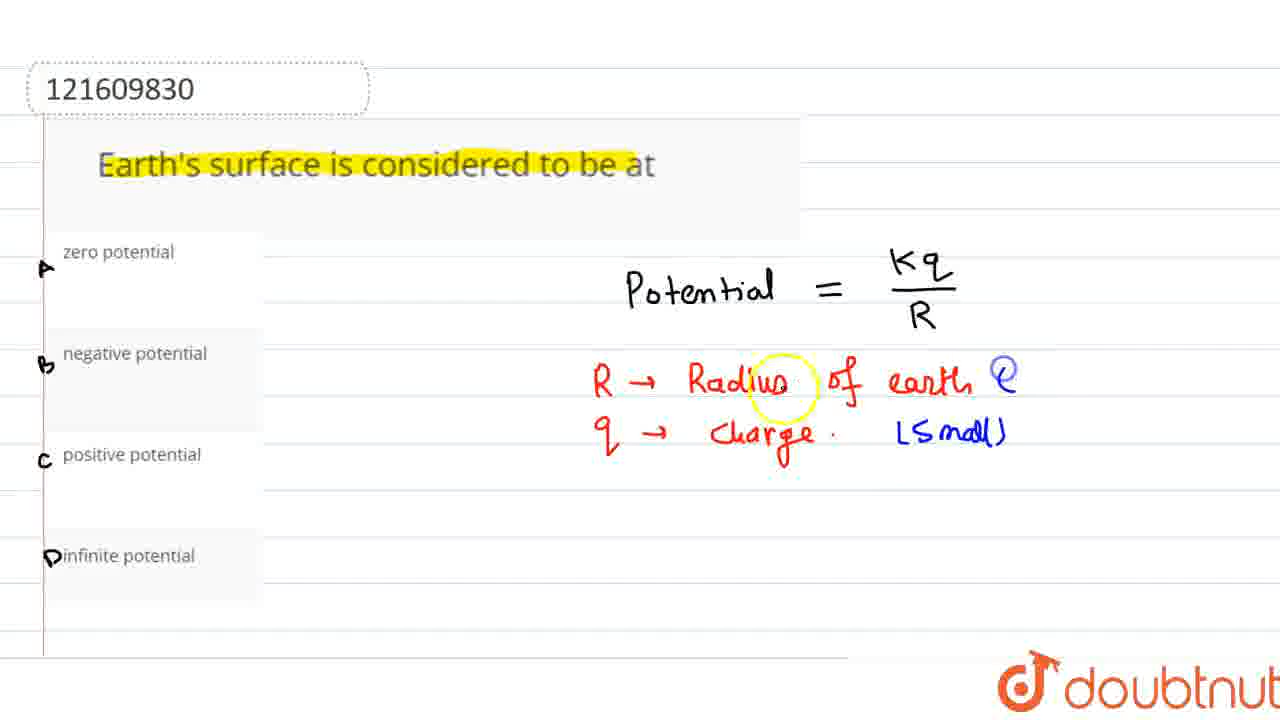 121609830
Earth's surface is considered to be at
A zero potential
B negative potential
C positive potential
D infinite potential
Potential = Kq
R
R → Radius of earth
q → charge. (Small)
doubtnut